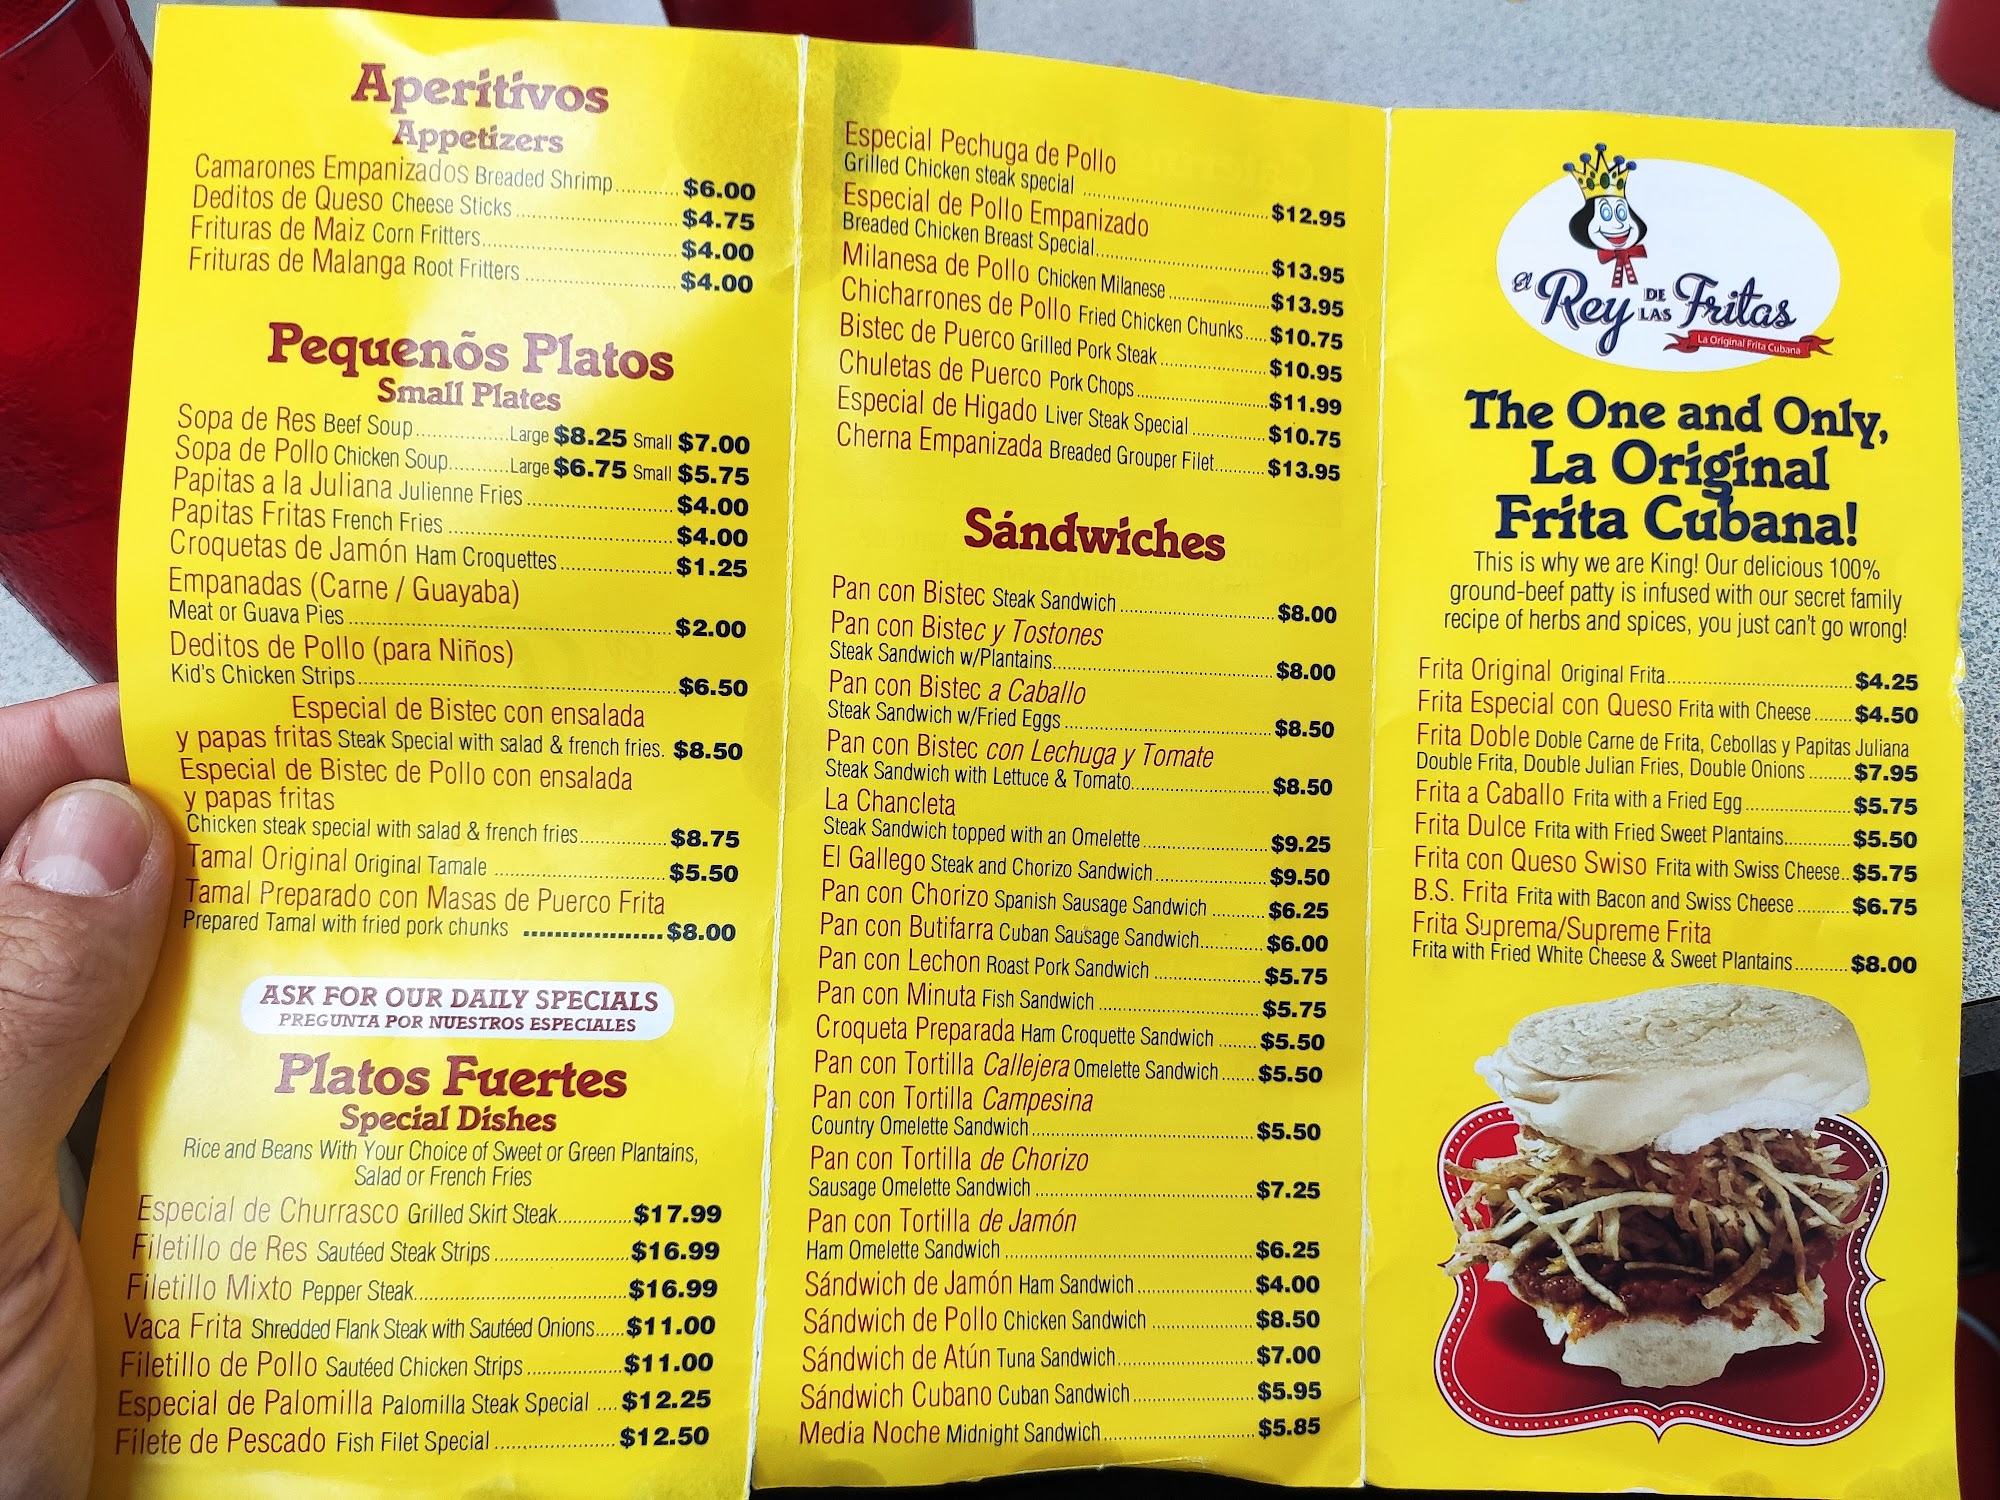 Aperitivos
Appetizers
Camarones Empanizados Breaded Shrimp........... $6.00
Deditos de Queso Cheese Sticks........................... $4.75
Frituras de Maiz Corn Fritters................................ $4.00
Frituras de Malanga Root Fritters ......................... $4.00
Pequenõs Platos
Small Plates
Sopa de Res Beef Soup................Large $8.25 Small $7.00
Sopa de Pollo Chicken Soup..........Large $6.75 Small $5.75
Papitas a la Juliana Julienne Fries ........................ $4.00
Papitas Fritas French Fries ..................................... $4.00
Croquetas de Jamón Ham Croquettes.................... $1.25
Empanadas (Carne / Guayaba)
Meat or Guava Pies ...................................................... $2.00
Deditos de Pollo (para Niños)
Kid's Chicken Strips..................................................... $6.50
Especial de Bistec con ensalada
y papas fritas Steak Special with salad & french fries. $8.50
Especial de Bistec de Pollo con ensalada
y papas fritas
Chicken steak special with salad & french fries.............. $8.75
Tamal Original Original Tamale ............................ $5.50
Tamal Preparado con Masas de Puerco Frita
Prepared Tamal with fried pork chunks .................. $8.00
ASK FOR OUR DAILY SPECIALS
PREGUNTA POR NUESTROS ESPECIALES
Platos Fuertes
Special Dishes
Rice and Beans With Your Choice of Sweet or Green Plantains,
Salad or French Fries
Especial de Churrasco Grilled Skirt Steak............$17.99
Filetillo de Res Sautéed Steak Strips ......................$16.99
Filetillo Mixto Pepper Steak....................................$16.99
Vaca Frita Shredded Flank Steak with Sautéed Onions......$11.00
Filetillo de Pollo Sautéed Chicken Strips ................$11.00
Especial de Palomilla Palomilla Steak Special .... $12.25
Filete de Pescado Fish Filet Special ..................... $12.50
Especial Pechuga de Pollo
Grilled Chicken steak special .............................. $12.95
Especial de Pollo Empanizado
Breaded Chicken Breast Special............................. $13.95
Milanesa de Pollo Chicken Milanese ................. $13.95
Chicharrones de Pollo Fried Chicken Chunks..... $10.75
Bistec de Puerco Grilled Pork Steak................... $10.95
Chuletas de Puerco Pork Chops....................... $11.99
Especial de Higado Liver Steak Special ............. $10.75
Cherna Empanizada Breaded Grouper Filet.......... $13.95
Sándwiches
Pan con Bistec Steak Sandwich .......................... $8.00
Pan con Bistec y Tostones
Steak Sandwich w/Plantains..................................... $8.00
Pan con Bistec a Caballo
Steak Sandwich w/Fried Eggs ................................... $8.50
Pan con Bistec con Lechuga y Tomate
Steak Sandwich with Lettuce & Tomato....................... $8.50
La Chancleta
Steak Sandwich topped with an Omelette..................... $9.25
El Gallego Steak and Chorizo Sandwich................... $9.50
Pan con Chorizo Spanish Sausage Sandwich .......... $6.25
Pan con Butifarra Cuban Sausage Sandwich........... $6.00
Pan con Lechon Roast Pork Sandwich ................. $5.75
Pan con Minuta Fish Sandwich ........................... $5.75
Croqueta Preparada Ham Croquette Sandwich ....... $5.50
Pan con Tortilla Callejera Omelette Sandwich ....... $5.50
Pan con Tortilla Campesina
Country Omelette Sandwich...................................... $5.50
Pan con Tortilla de Chorizo
Sausage Omelette Sandwich ..................................... $7.25
Pan con Tortilla de Jamón
Ham Omelette Sandwich .......................................... $6.25
Sándwich de Jamón Ham Sandwich.................... $4.00
Sándwich de Pollo Chicken Sandwich ................. $8.50
Sándwich de Atún Tuna Sandwich....................... $7.00
Sándwich Cubano Cuban Sandwich..................... $5.95
Media Noche Midnight Sandwich......................... $5.85
El Rey DE LAS Fritas
La Original Frita Cubana
The One and Only,
La Original
Frita Cubana!
This is why we are King! Our delicious 100%
ground-beef patty is infused with our secret family
recipe of herbs and spices, you just can't go wrong!
Frita Original Original Frita.................................. $4.25
Frita Especial con Queso Frita with Cheese ....... $4.50
Frita Doble Doble Carne de Frita, Cebollas y Papitas Juliana
Double Frita, Double Julian Fries, Double Onions ......... $7.95
Frita a Caballo Frita with a Fried Egg ................... $5.75
Frita Dulce Frita with Fried Sweet Plantains............ $5.50
Frita con Queso Swiso Frita with Swiss Cheese.. $5.75
B.S. Frita Frita with Bacon and Swiss Cheese .......... $6.75
Frita Suprema/Supreme Frita
Frita with Fried White Cheese & Sweet Plantains.......... $8.00